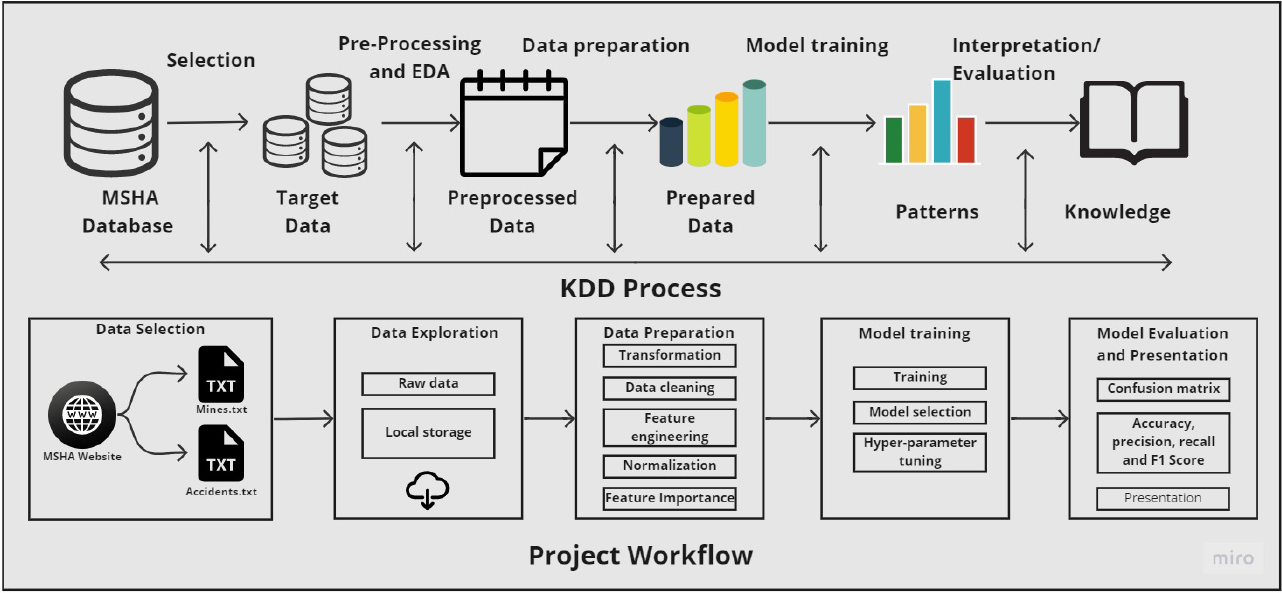 Selection
Pre-Processing
and EDA
Data preparation
Model training
Interpretation/
Evaluation
MSHA
Database
Target
Data
Preprocessed
Data
Prepared
Data
Patterns
Knowledge
KDD Process
Data Selection
MSHA Website
TXT
Mines.txt
TXT
Accidents.txt
WWW
Data Exploration
Raw data
Local storage
Data Preparation
Transformation
Data cleaning
Feature
engineering
Normalization
Feature Importance
Model training
Training
Model selection
Hyper-parameter
tuning
Model Evaluation
and Presentation
Confusion matrix
Accuracy,
precision, recall
and F1 Score
Presentation
Project Workflow
miro